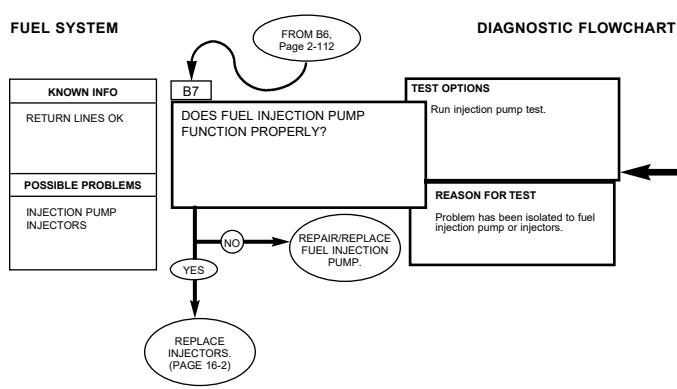 FUEL SYSTEM
DIAGNOSTIC FLOWCHART
FROM B6,
Page 2-112
KNOWN INFO
RETURN LINES OK
POSSIBLE PROBLEMS
INJECTION PUMP
INJECTORS
B7
DOES FUEL INJECTION PUMP
FUNCTION PROPERLY?
TEST OPTIONS
Run injection pump test.
REASON FOR TEST
Problem has been isolated to fuel
injection pump or injectors.
NO
REPAIR/REPLACE
FUEL INJECTION
PUMP.
YES
REPLACE
INJECTORS.
(PAGE 16-2)